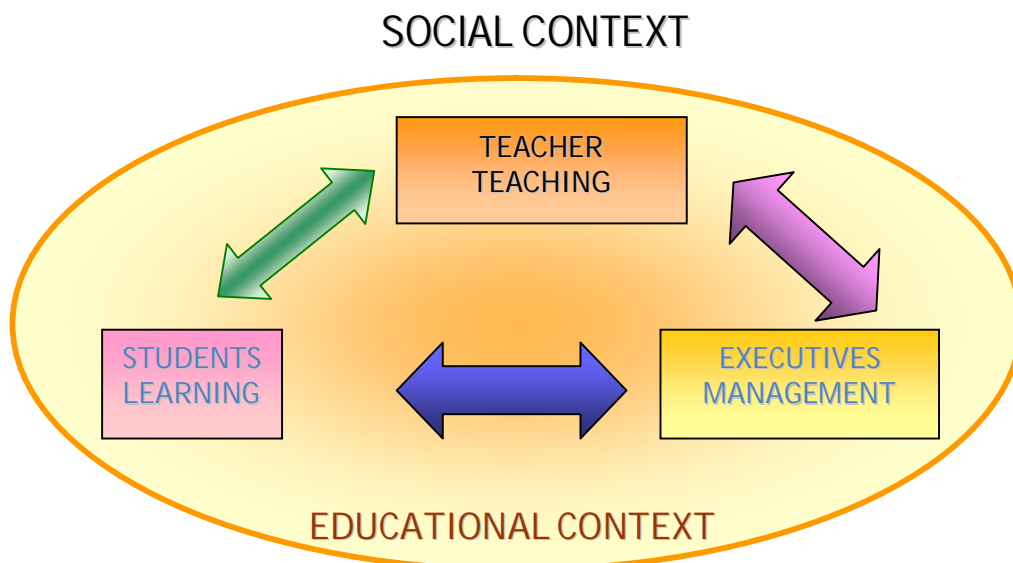 SOCIAL CONTEXT
TEACHER
TEACHING
STUDENTS
LEARNING
EXECUTIVES
MANAGEMENT
EDUCATIONAL CONTEXT